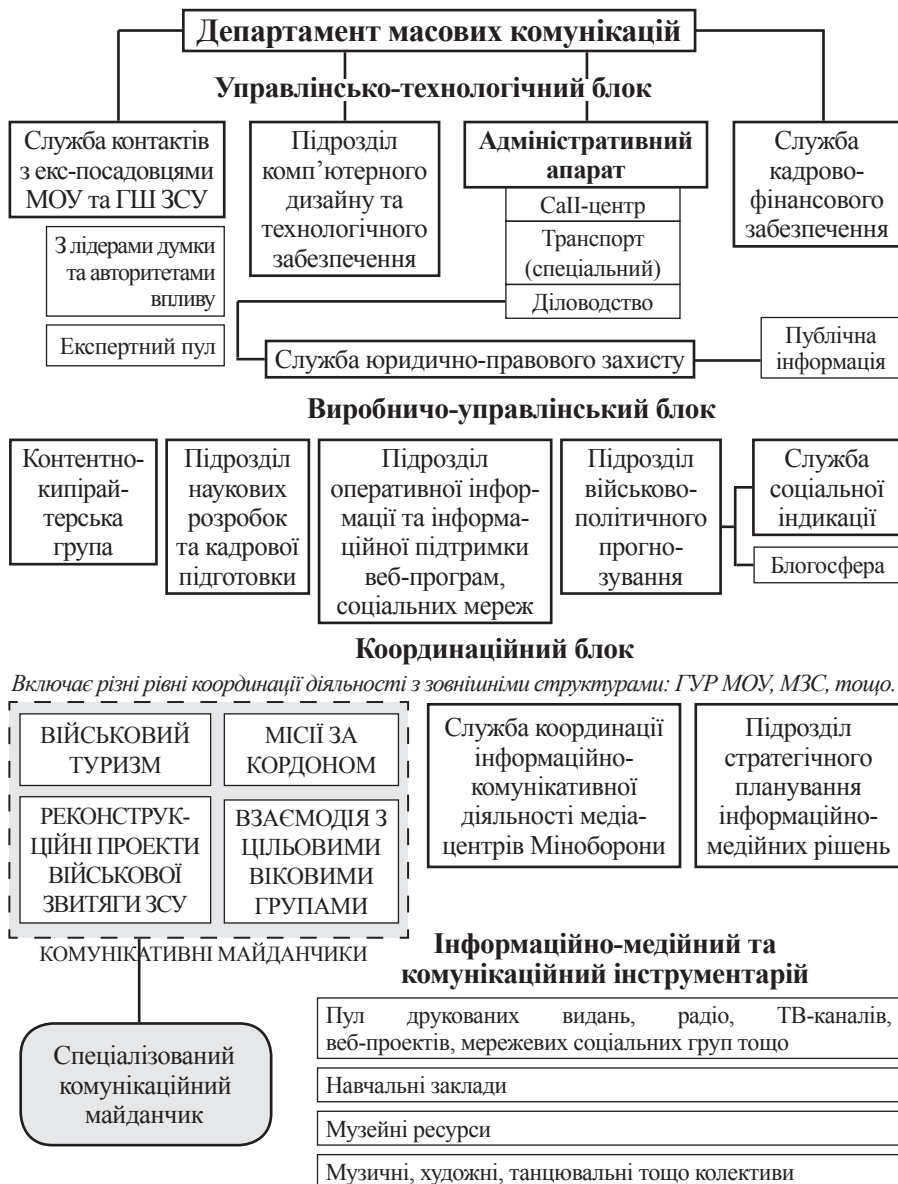 Департамент масових комунікацій
Управлінсько-технологічний блок
Служба контактів
з екс-посадовцями
МОУ та ГШ ЗСУ
З лідерами думки
та авторитетами
впливу
Експертний пул
Підрозділ
комп’ютерного
дизайну та
технологічного
забезпечення
Адміністративний
апарат
СаІІ-центр
Транспорт
(спеціальний)
Діловодство
Служба
кадрово-
фінансового
забезпечення
Служба юридично-правового захисту
Публічна
інформація
Виробничо-управлінський блок
Контентно-
кипірай-
терська
група
Підрозділ
наукових
розробок
та кадрової
підготовки
Підрозділ
оперативної інфор-
мації та інформа-
ційної підтримки
веб-програм,
соціальних мереж
Підрозділ
військово-
політичного
прогно-
зування
Служба
соціальної
індикації
Блогосфера
Координаційний блок
Включає різні рівні координації діяльності з зовнішніми структурами: ГУР МОУ, МЗС, тощо.
ВІЙСЬКОВИЙ
ТУРИЗМ
МІСІЇ ЗА
КОРДОНОМ
РЕКОНСТРУК-
ЦІЙНІ ПРОЕКТИ
ВІЙСЬКОВОЇ
ЗВИТЯГИ ЗСУ
ВЗАЄМОДІЯ З
ЦІЛЬОВИМИ
ВІКОВИМИ
ГРУПАМИ
КОМУНІКАТИВНІ МАЙДАНЧИКИ
Служба координації
інформаційно-
комунікативної
діяльності медіа-
центрів Міноборони
Підрозділ
стратегічного
планування
інформаційно-
медійних рішень
Спеціалізований
комунікаційний
майданчик
Інформаційно-медійний та
комунікаційний інструментарій
Пул друкованих видань, радіо, ТВ-каналів,
веб-проектів, мережевих соціальних груп тощо
Навчальні заклади
Музейні ресурси
Музичні, художні, танцювальні тощо колективи